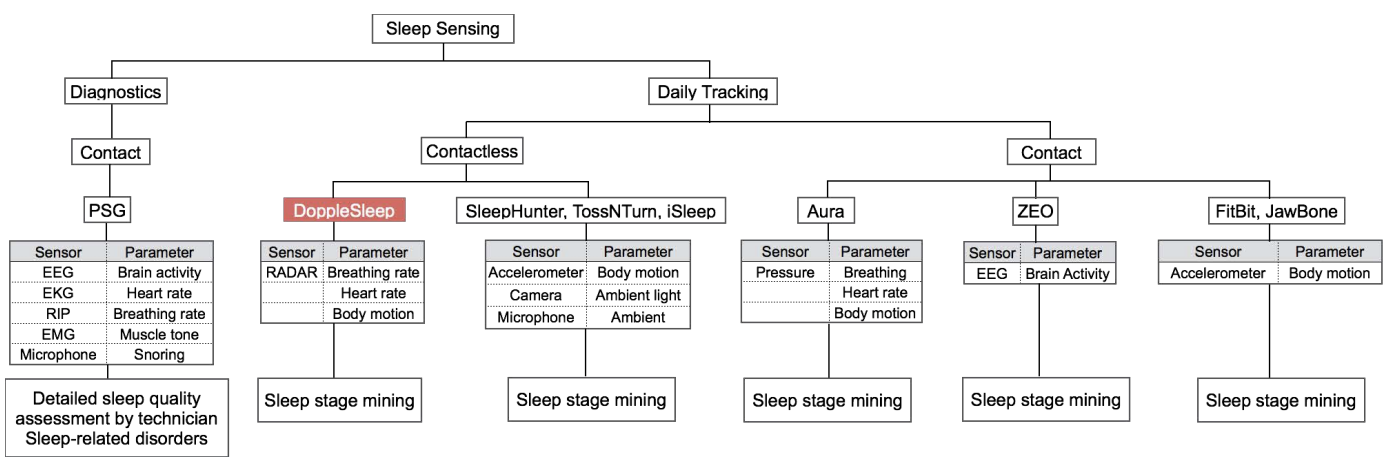 Sleep Sensing
Diagnostics
Daily Tracking
Contact
Contactless
Contact
PSG
DoppleSleep
SleepHunter, TossNTurn, iSleep
Aura
ZEO
FitBit, JawBone
Sensor Parameter
EEG Brain activity
EKG Heart rate
RIP Breathing rate
EMG Muscle tone
Microphone Snoring
Sensor Parameter
RADAR Breathing rate
Heart rate
Body motion
Sensor Parameter
Accelerometer Body motion
Camera Ambient light
Microphone Ambient
Sensor Parameter
Pressure Breathing
Heart rate
Body motion
Sensor Parameter
EEG Brain Activity
Sensor Parameter
Accelerometer Body motion
Detailed sleep quality
assessment by technician
Sleep-related disorders
Sleep stage mining
Sleep stage mining
Sleep stage mining
Sleep stage mining
Sleep stage mining